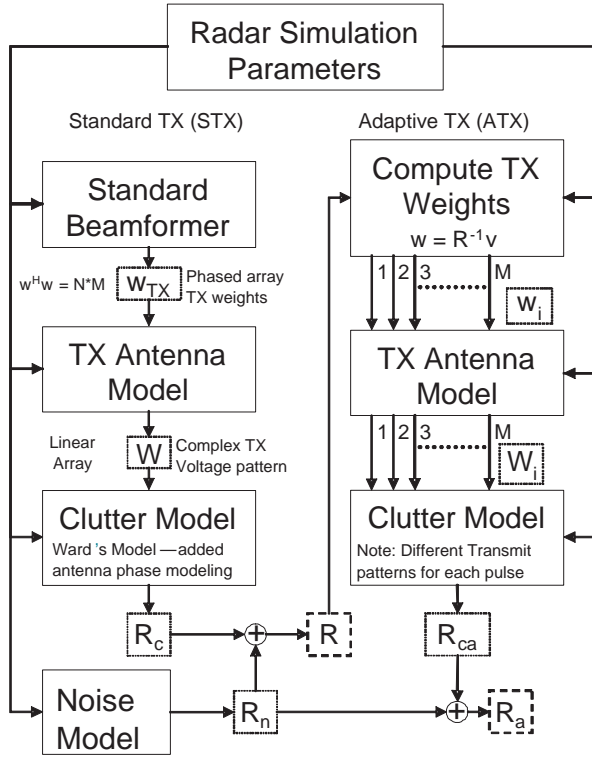 Radar Simulation
Parameters
Standard TX (STX)
Standard
Beamformer
wᴴw = N*M
w_TX
Phased array
TX weights
TX Antenna
Model
Linear
Array
W
Complex TX
Voltage pattern
Clutter Model
Ward's Model—added
antenna phase modeling
R_c
+
R
Noise
Model
R_n
Adaptive TX (ATX)
Compute TX
Weights
w = R⁻¹v
1 2 3 M
w_i
TX Antenna
Model
1 2 3 M
W_i
Clutter Model
Note: Different Transmit
patterns for each pulse
R_ca
+
R_a